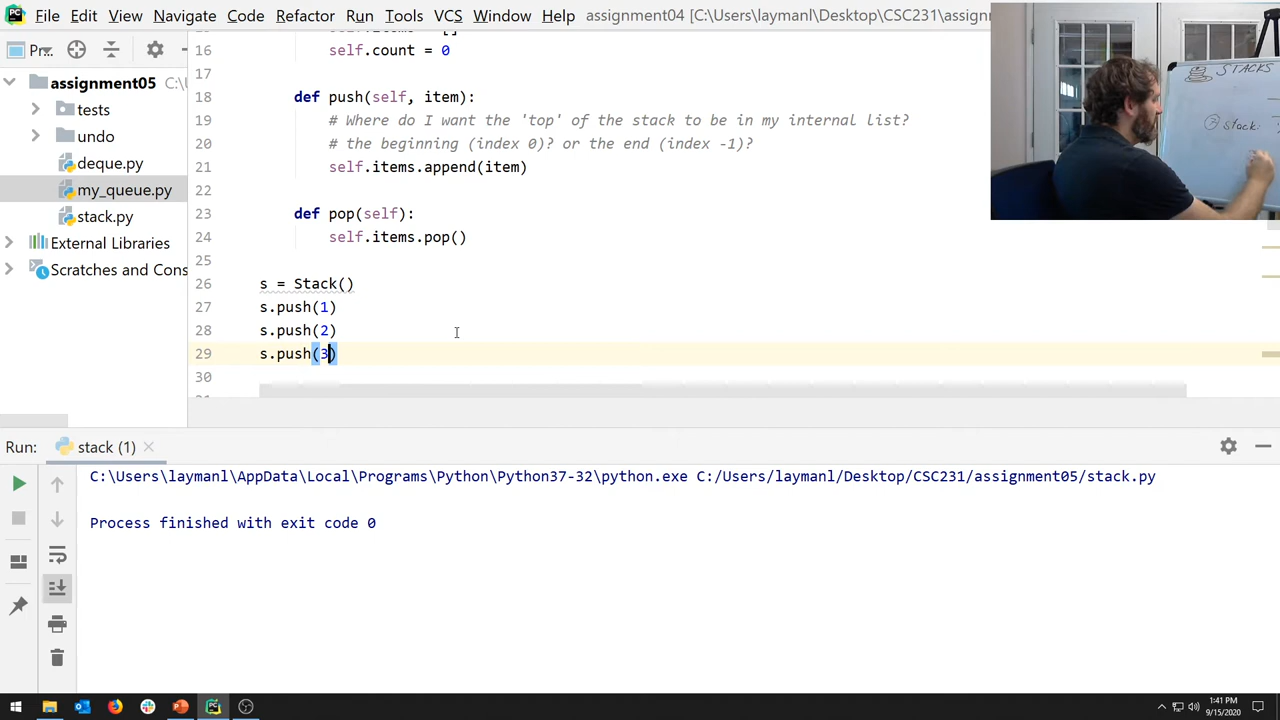 File Edit View Navigate Code Refactor Run Tools VCS Window Help assignment04 [C:\Users\laymanl\Desktop\CSC231\assignm
Pr...
assignment05 C:\
tests
undo
deque.py
my_queue.py
stack.py
External Libraries
Scratches and Cons
16 self.count = 0
17
18 def push(self, item):
19 # Where do I want the 'top' of the stack to be in my internal list?
20 # the beginning (index 0)? or the end (index -1)?
21 self.items.append(item)
22
23 def pop(self):
24 self.items.pop()
25
26 s = Stack()
27 s.push(1)
28 s.push(2)
29 s.push(3)
30
STACKS
Stack:
Run: stack (1)
C:\Users\laymanl\AppData\Local\Programs\Python\Python37-32\python.exe C:/Users/laymanl/Desktop/CSC231/assignment05/stack.py
Process finished with exit code 0
1:41 PM
9/15/2020